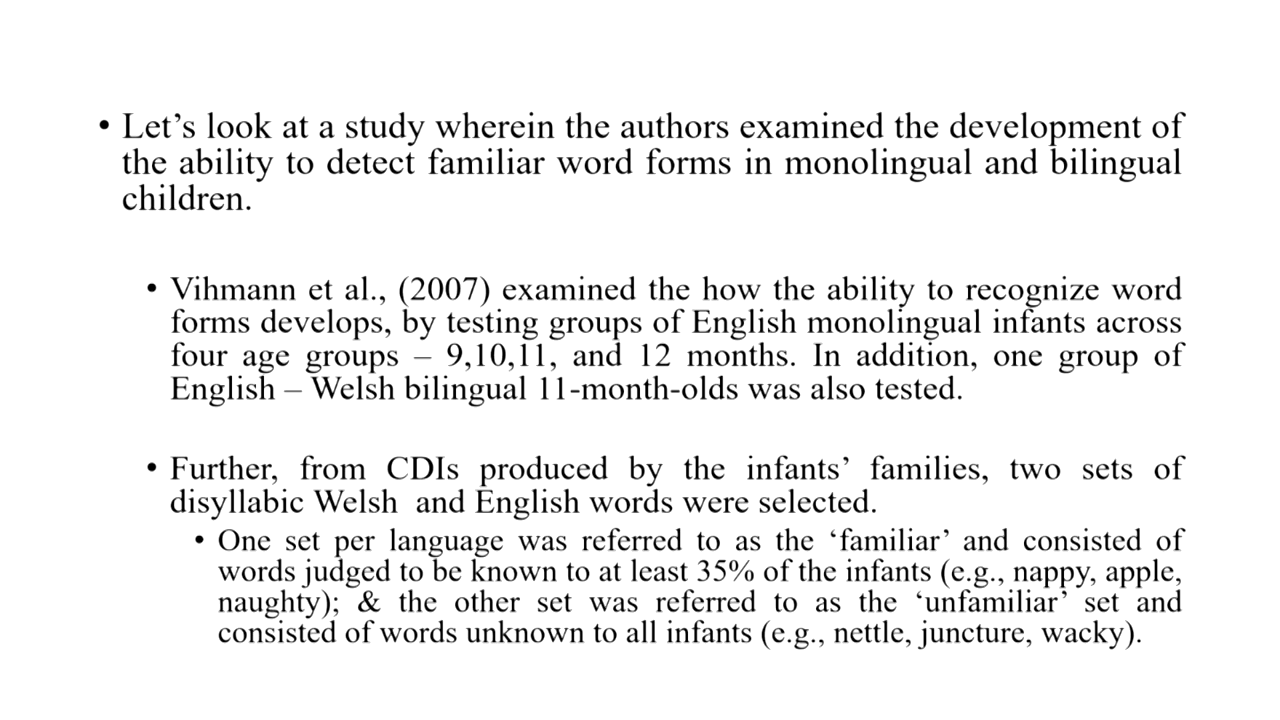 • Let’s look at a study wherein the authors examined the development of
the ability to detect familiar word forms in monolingual and bilingual
children.
• Vihmann et al., (2007) examined the how the ability to recognize word
forms develops, by testing groups of English monolingual infants across
four age groups – 9,10,11, and 12 months. In addition, one group of
English – Welsh bilingual 11-month-olds was also tested.
• Further, from CDIs produced by the infants’ families, two sets of
disyllabic Welsh and English words were selected.
• One set per language was referred to as the ‘familiar’ and consisted of
words judged to be known to at least 35% of the infants (e.g., nappy, apple,
naughty); & the other set was referred to as the ‘unfamiliar’ set and
consisted of words unknown to all infants (e.g., nettle, juncture, wacky).